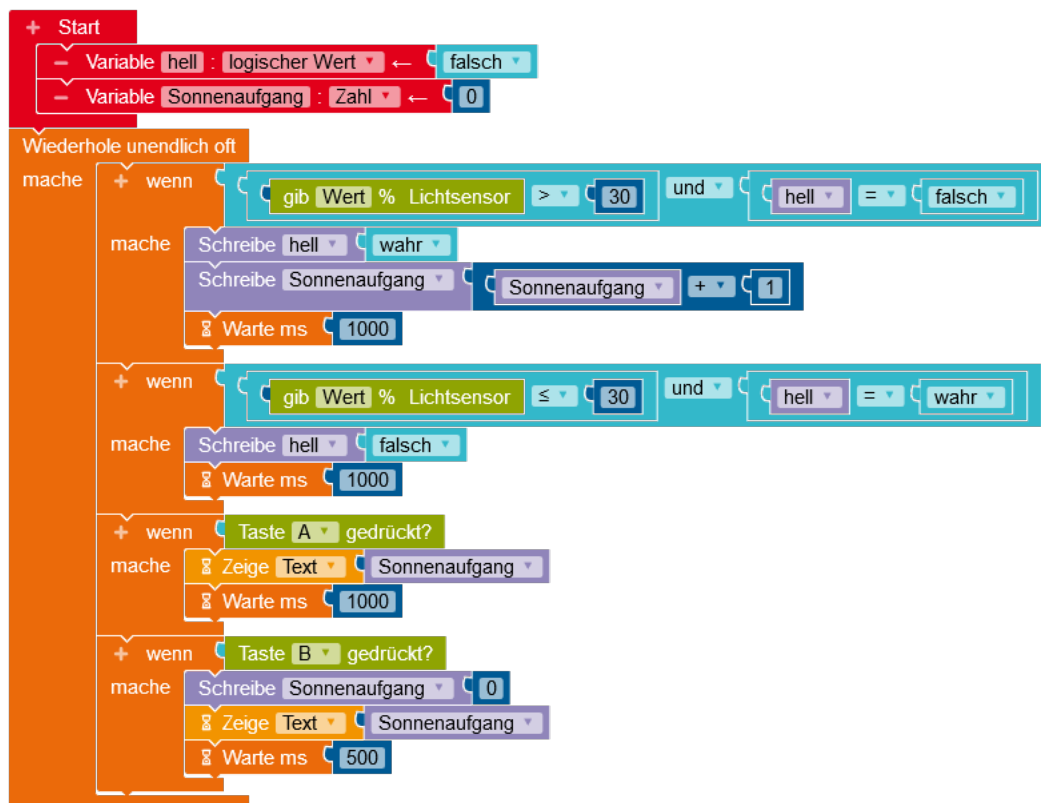 + Start
− Variable hell : logischer Wert ← falsch
− Variable Sonnenaufgang : Zahl ← 0
Wiederhole unendlich oft
mache + wenn gib Wert % Lichtsensor > 30 und hell = falsch
mache Schreibe hell wahr
Schreibe Sonnenaufgang Sonnenaufgang + 1
Warte ms 1000
+ wenn gib Wert % Lichtsensor ≤ 30 und hell = wahr
mache Schreibe hell falsch
Warte ms 1000
+ wenn Taste A gedrückt?
mache Zeige Text Sonnenaufgang
Warte ms 1000
+ wenn Taste B gedrückt?
mache Schreibe Sonnenaufgang 0
Zeige Text Sonnenaufgang
Warte ms 500